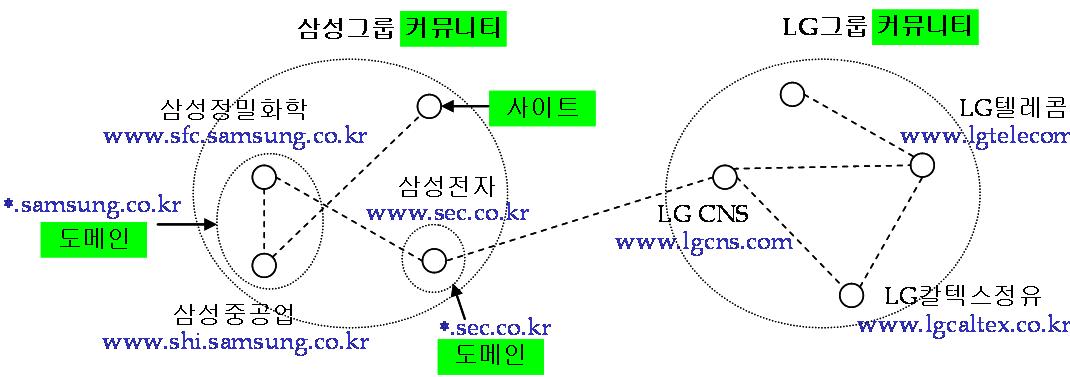 삼성그룹 커뮤니티
LG그룹 커뮤니티
삼성정밀화학
www.sfc.samsung.co.kr
사이트
LG텔레콤
www.lgtelecom
*.samsung.co.kr
도메인
삼성전자
www.sec.co.kr
LG CNS
www.lgcns.com
삼성중공업
www.shi.samsung.co.kr
*.sec.co.kr
도메인
LG칼텍스정유
www.lgcaltex.co.kr